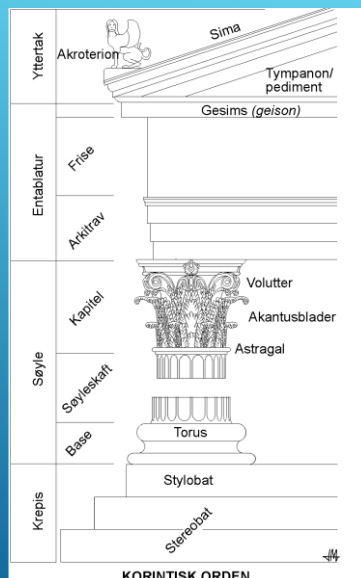 Yttertak
Akroterion
Sima
Tympanon/
pediment
Gesims (geison)
Entablatur
Frise
Arkitrav
Søyle
Kapitel
Volutter
Akantusblader
Astragal
Søyleskaft
Base
Torus
Krepis
Stylobat
Stereobat
KORINTISK ORDEN